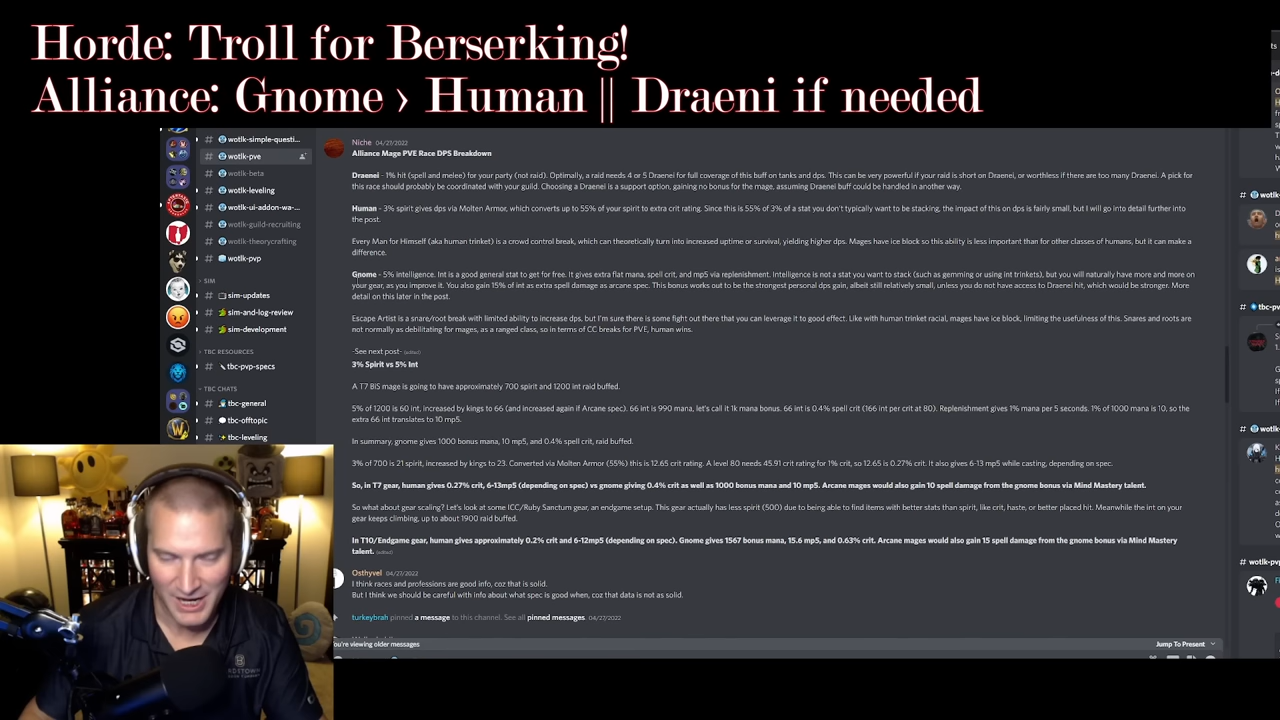 Horde: Troll for Berserking!
Alliance: Gnome › Human || Draeni if needed
# wotlk-simple-questi...
# wotlk-pve
# wotlk-beta
# wotlk-leveling
# wotlk-ui-addon-wa-...
# wotlk-guild-recruiting
# wotlk-theorycrafting
# wotlk-pvp
SIM
# sim-updates
# sim-and-log-review
# sim-development
TBC RESOURCES
# tbc-pvp-specs
TBC CHATS
# tbc-general
# tbc-offtopic
# tbc-leveling
Niche 04/27/2022
Alliance Mage PVE Race DPS Breakdown
Draenei - 1% hit (spell and melee) for your party (not raid). Optimally, a raid needs 4 or 5 Draenei for full coverage of this buff on tanks and dps. This can be very powerful if your raid is short on Draenei, or worthless if there are too many Draenei. A pick for
this race should probably be coordinated with your guild. Choosing a Draenei is a support option, gaining no bonus for the mage, assuming Draenei buff could be handled in another way.
Human - 3% spirit gives dps via Molten Armor, which converts up to 55% of your spirit to extra crit rating. Since this is 55% of 3% of a stat you don't typically want to be stacking, the impact of this on dps is fairly small, but I will go into detail further into
the post.
Every Man for Himself (aka human trinket) is a crowd control break, which can theoretically turn into increased uptime or survival, yielding higher dps. Mages have ice block so this ability is less important than for other classes of humans, but it can make a
difference.
Gnome - 5% intelligence. Int is a good general stat to get for free. It gives extra flat mana, spell crit, and mp5 via replenishment. Intelligence is not a stat you want to stack (such as gemming or using int trinkets), but you will naturally have more and more on
your gear, as you improve it. You also gain 15% of int as extra spell damage as arcane spec. This bonus works out to be the strongest personal dps gain, albeit still relatively small, unless you do not have access to Draenei hit, which would be stronger. More
detail on this later in the post.
Escape Artist is a snare/root break with limited ability to increase dps, but I'm sure there is some fight out there that you can leverage it to good effect. Like with human trinket racial, mages have ice block, limiting the usefulness of this. Snares and roots are
not normally as debilitating for mages, as a ranged class, so in terms of CC breaks for PVE, human wins.
-See next post- (edited)
3% Spirit vs 5% Int
A T7 BiS mage is going to have approximately 700 spirit and 1200 int raid buffed.
5% of 1200 is 60 int, increased by kings to 66 (and increased again if Arcane spec). 66 int is 990 mana, let's call it 1k mana bonus. 66 int is 0.4% spell crit (166 int per crit at 80). Replenishment gives 1% mana per 5 seconds. 1% of 1000 mana is 10, so the
extra 66 int translates to 10 mp5.
In summary, gnome gives 1000 bonus mana, 10 mp5, and 0.4% spell crit, raid buffed.
3% of 700 is 21 spirit, increased by kings to 23. Converted via Molten Armor (55%) this is 12.65 crit rating. A level 80 needs 45.91 crit rating for 1% crit, so 12.65 is 0.27% crit. It also gives 6-13 mp5 while casting, depending on spec.
So, in T7 gear, human gives 0.27% crit, 6-13mp5 (depending on spec) vs gnome giving 0.4% crit as well as 1000 bonus mana and 10 mp5. Arcane mages would also gain 10 spell damage from the gnome bonus via Mind Mastery talent.
So what about gear scaling? Let's look at some ICC/Ruby Sanctum gear, an endgame setup. This gear actually has less spirit (500) due to being able to find items with better stats than spirit, like crit, haste, or better placed hit. Meanwhile the int on your
gear keeps climbing, up to about 1900 raid buffed.
In T10/Endgame gear, human gives approximately 0.2% crit and 6-12mp5 (depending on spec). Gnome gives 1567 bonus mana, 15.6 mp5, and 0.63% crit. Arcane mages would also gain 15 spell damage from the gnome bonus via Mind Mastery
talent. (edited)
Osthyvel 04/27/2022
I think races and professions are good info, coz that is solid.
But I think we should be careful with info about what spec is good when, coz that data is not as solid.
turkeybrah pinned a message to this channel. See all pinned messages. 04/27/2022
're viewing older messages
Jump To Present